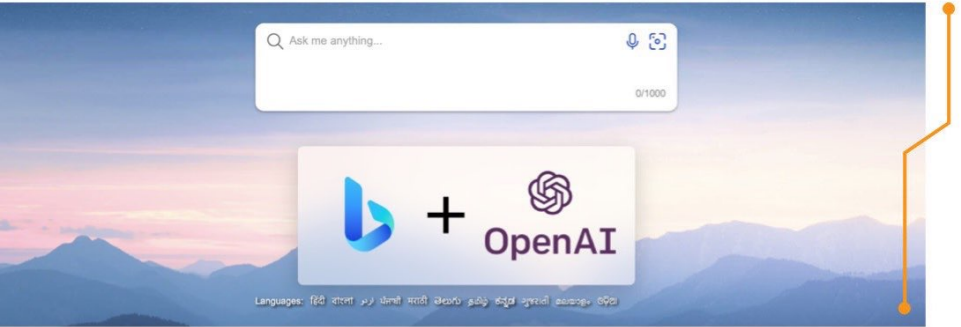 Ask me anything...
0/1000
+
OpenAI
Languages: हिंदी বাংলা اردو ਪੰਜਾਬੀ मराठी తెలుగు தமிழ் ಕನ್ನಡ ગુજરાતી മലയാളം ଓଡ଼ିଆ